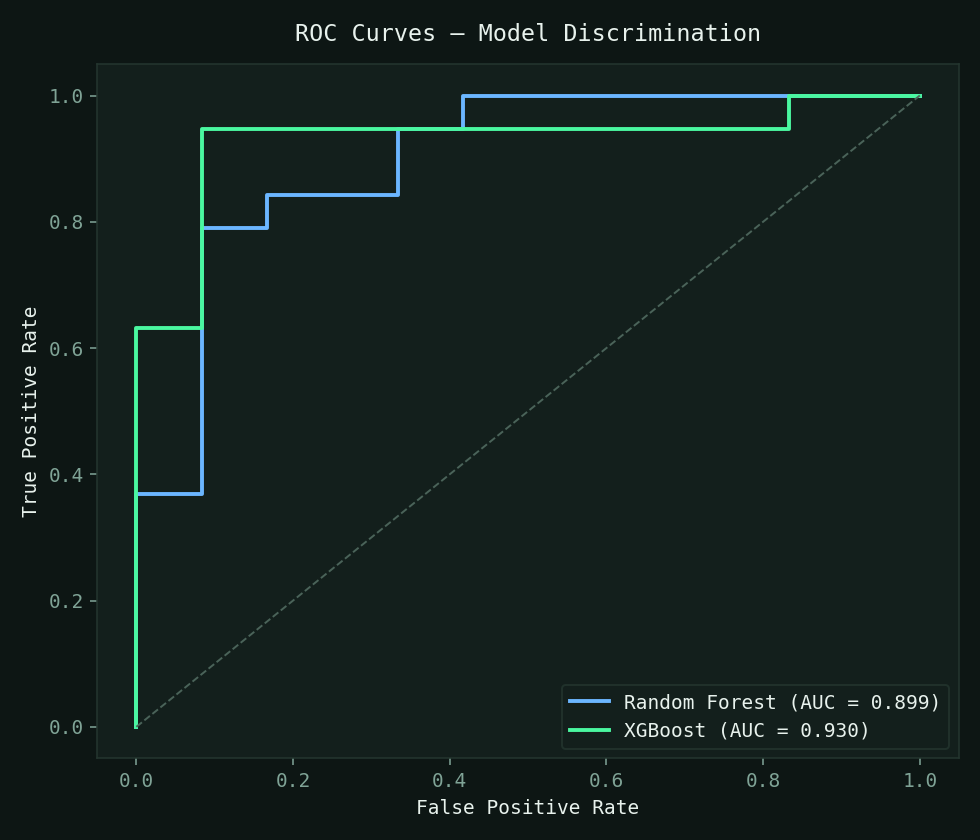 ROC Curves — Model Discrimination
True Positive Rate
1.0
0.8
0.6
0.4
0.2
0.0
Random Forest (AUC = 0.899)
XGBoost (AUC = 0.930)
0.0 0.2 0.4 0.6 0.8 1.0
False Positive Rate